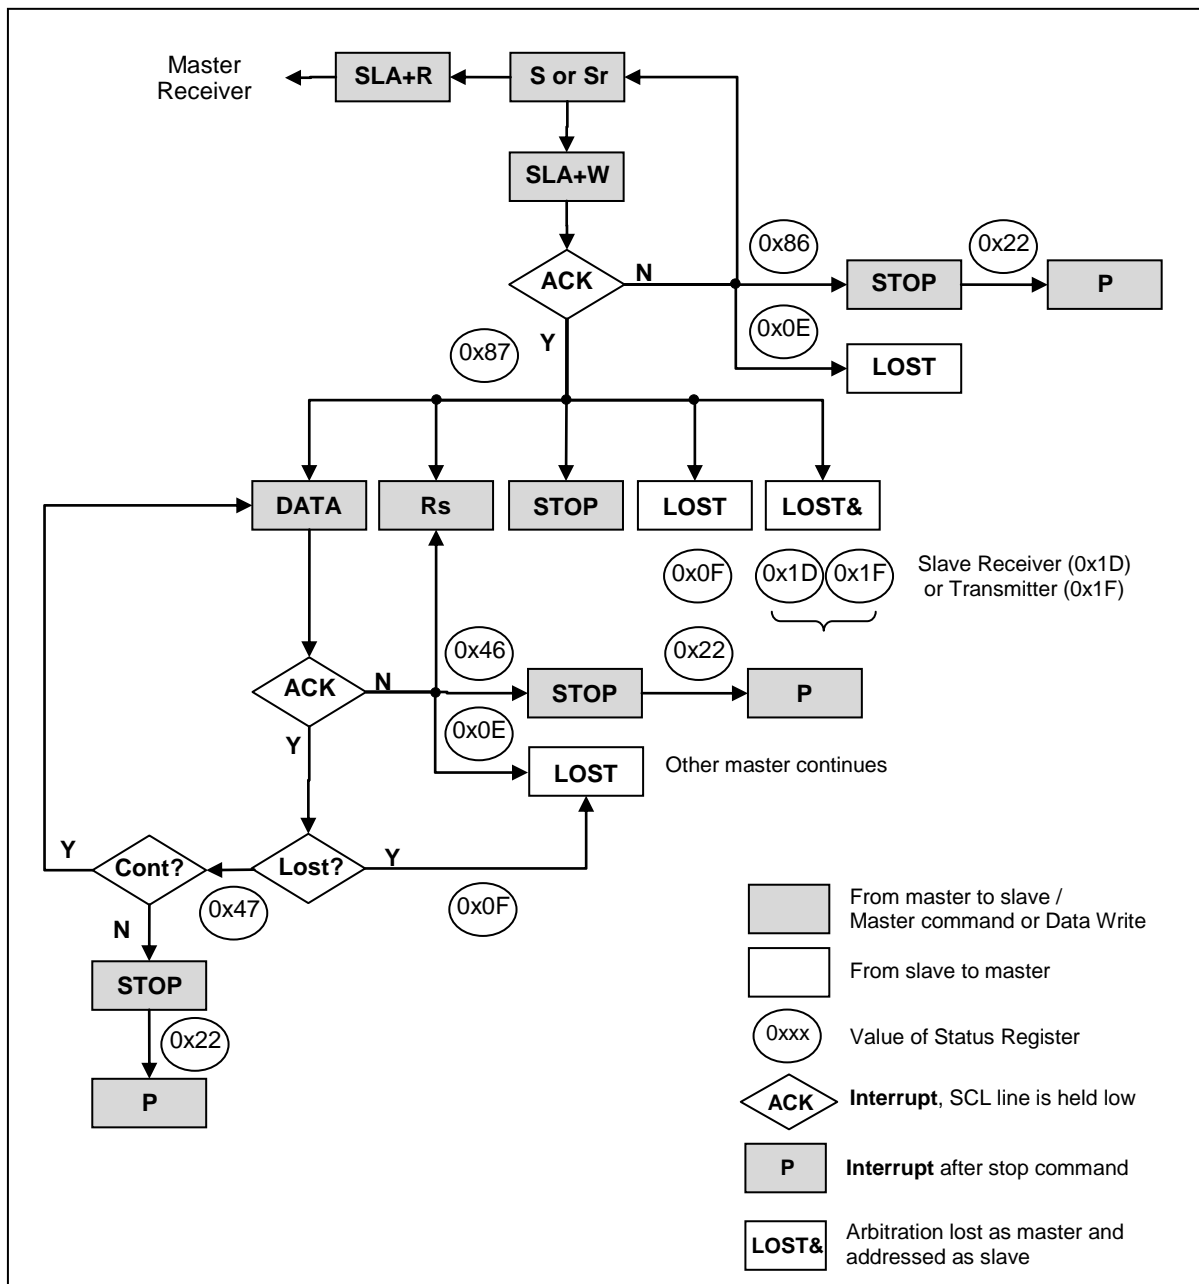 Master
Receiver
SLA+R
S or Sr
SLA+W
ACK
N
0x86
STOP
0x22
P
0x0E
LOST
Y
0x87
DATA
Rs
STOP
LOST
LOST&
0x0F
0x1D
0x1F
Slave Receiver (0x1D)
or Transmitter (0x1F)
ACK
N
0x46
STOP
0x22
P
0x0E
LOST
Other master continues
Y
Lost?
Y
0x0F
0x47
Cont?
Y
N
STOP
0x22
P
From master to slave /
Master command or Data Write
From slave to master
0xxx
Value of Status Register
ACK
Interrupt, SCL line is held low
P
Interrupt after stop command
LOST&
Arbitration lost as master and
addressed as slave